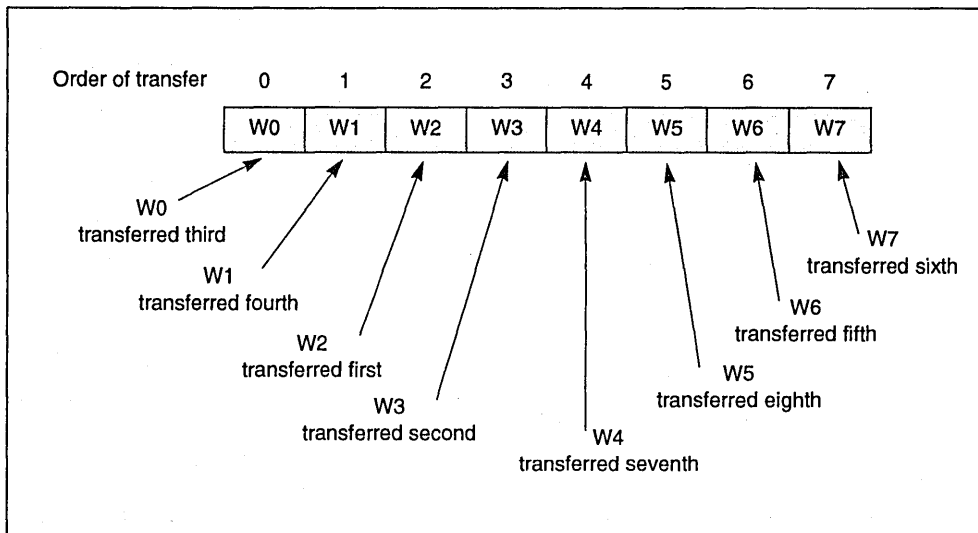 Order of transfer 0 1 2 3 4 5 6 7
W0 W1 W2 W3 W4 W5 W6 W7
W0
transferred third
W1
transferred fourth
W2
transferred first
W3
transferred second
W4
transferred seventh
W5
transferred eighth
W6
transferred fifth
W7
transferred sixth